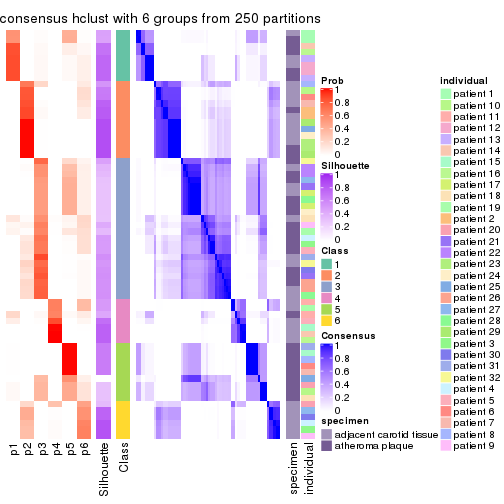 consensus hclust with 6 groups from 250 partitions
Prob
1
0.8
0.6
0.4
0.2
0
Silhouette
1
0.8
0.6
0.4
0.2
0
Class
1
2
3
4
5
6
Consensus
1
0.8
0.6
0.4
0.2
0
specimen
adjacent carotid tissue
atheroma plaque
individual
patient 1
patient 10
patient 11
patient 12
patient 13
patient 14
patient 15
patient 16
patient 17
patient 18
patient 19
patient 2
patient 20
patient 21
patient 22
patient 23
patient 24
patient 25
patient 26
patient 27
patient 28
patient 29
patient 3
patient 30
patient 31
patient 32
patient 4
patient 5
patient 6
patient 7
patient 8
patient 9
p1
p2
p3
p4
p5
p6
Silhouette
Class
specimen
individual